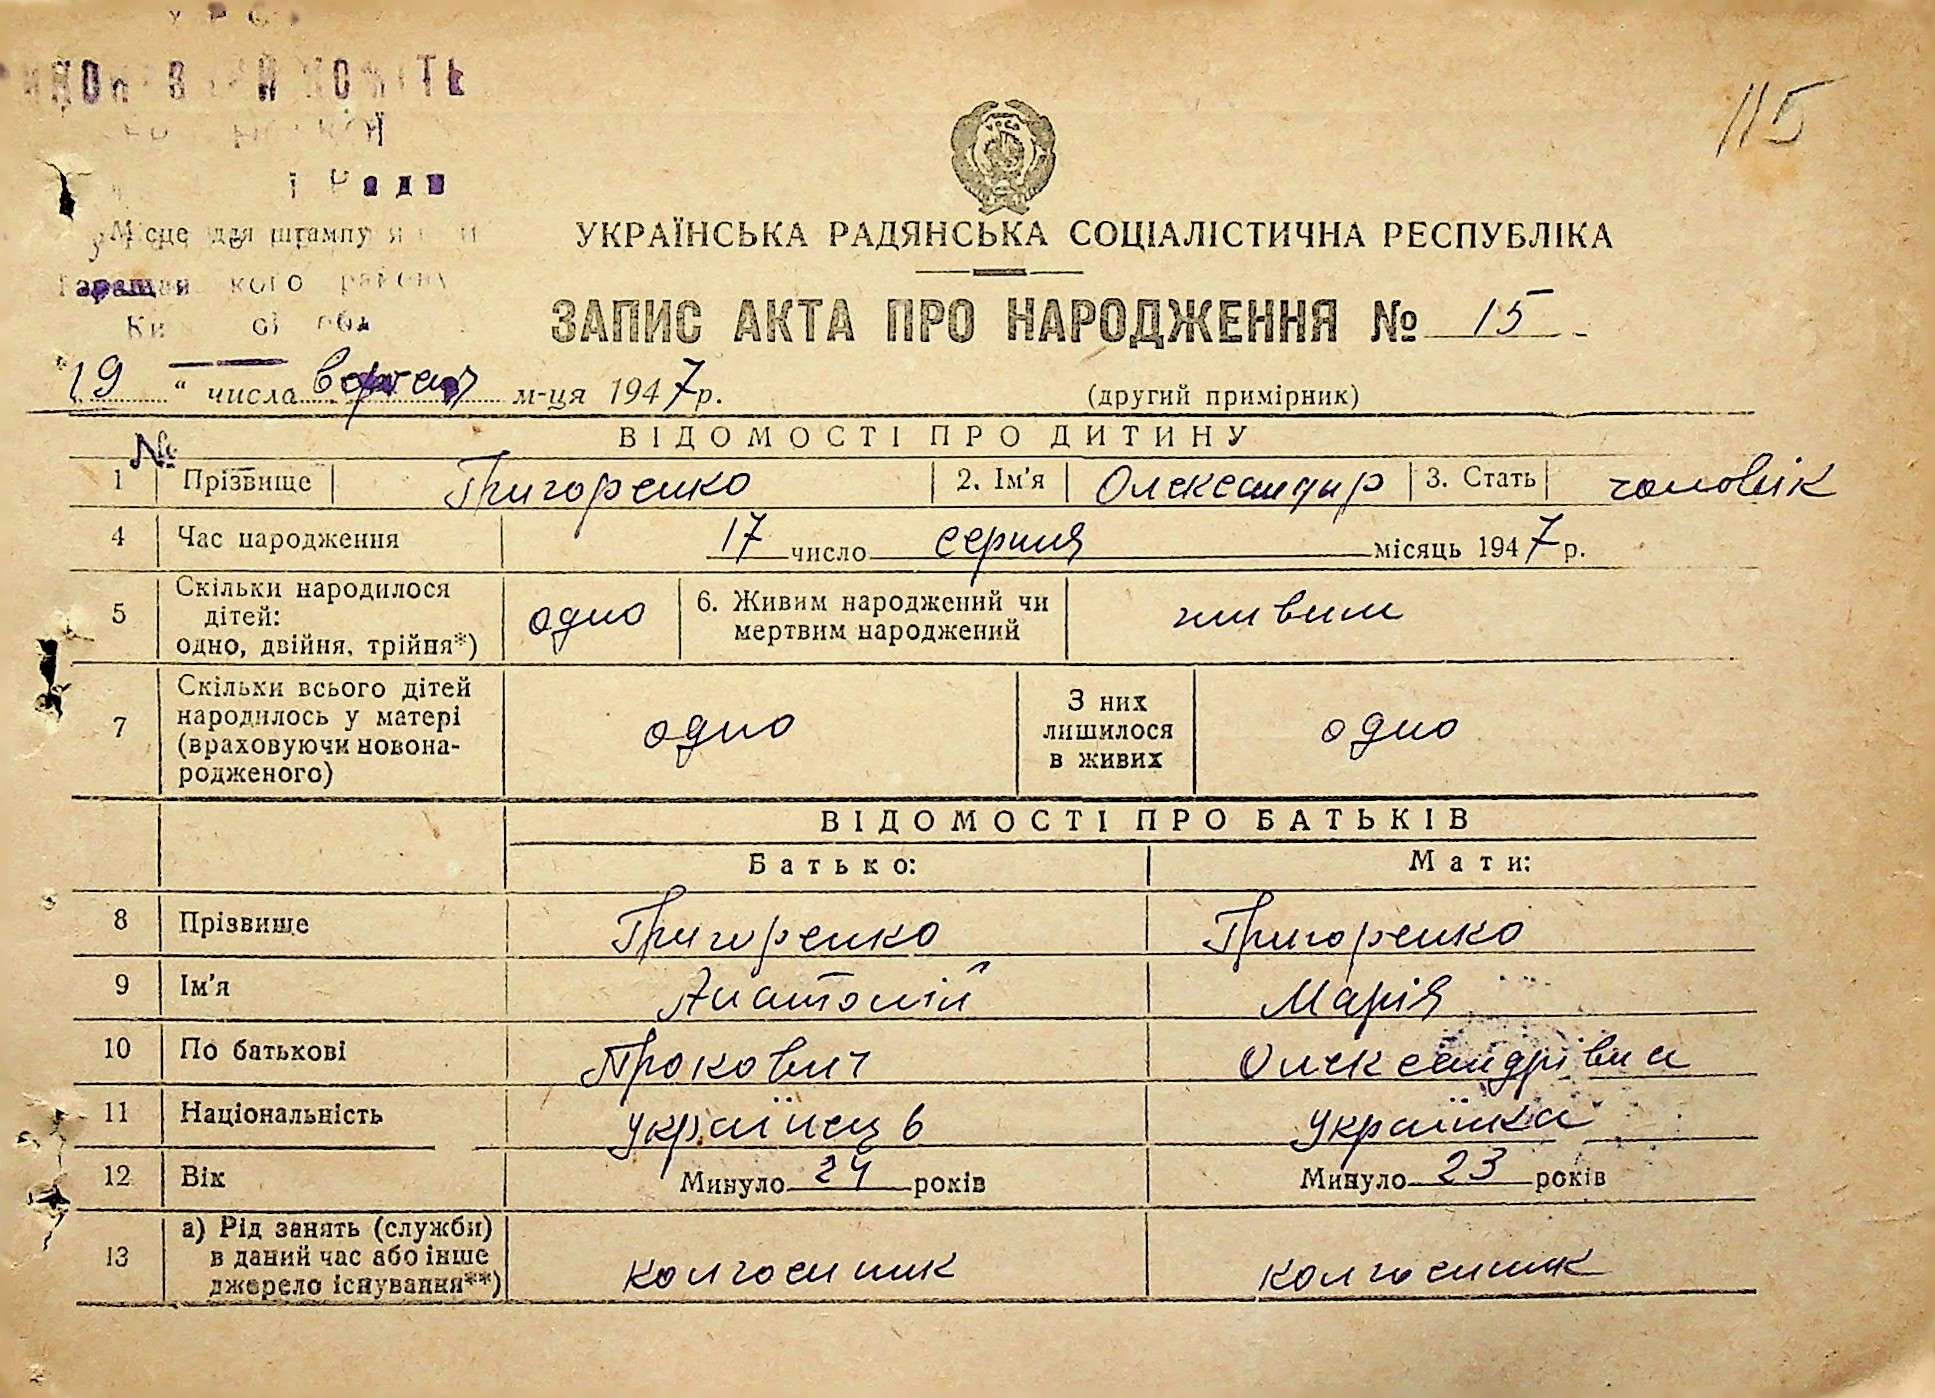 115
і Ради
Місце для штампу
Таращанського району
УКРАЇНСЬКА РАДЯНСЬКА СОЦІАЛІСТИЧНА РЕСПУБЛІКА
ЗАПИС АКТА ПРО НАРОДЖЕННЯ № 15
"19" числа вересня м-ця 1947 р. (другий примірник)
ВІДОМОСТІ ПРО ДИТИНУ
№
1 Прізвище Григоренко 2. Ім'я Олександр 3. Стать чоловік
4 Час народження 17 число серпня місяць 1947 р.
5 Скільки народилося дітей: одно, двійня, трійня*) одно 6. Живим народжений чи мертвим народжений живим
7 Скільки всього дітей народилось у матері (враховуючи новонародженого) одно З них лишилося в живих одно
ВІДОМОСТІ ПРО БАТЬКІВ
Батько: Мати:
8 Прізвище Григоренко Григоренко
9 Ім'я Анатолій Марія
10 По батькові Прокович Олександрівна
11 Національність українець українка
12 Вік Минуло 24 років Минуло 23 років
13 а) Рід занять (служби) в даний час або інше джерело існування**) колгоспник колгоспник